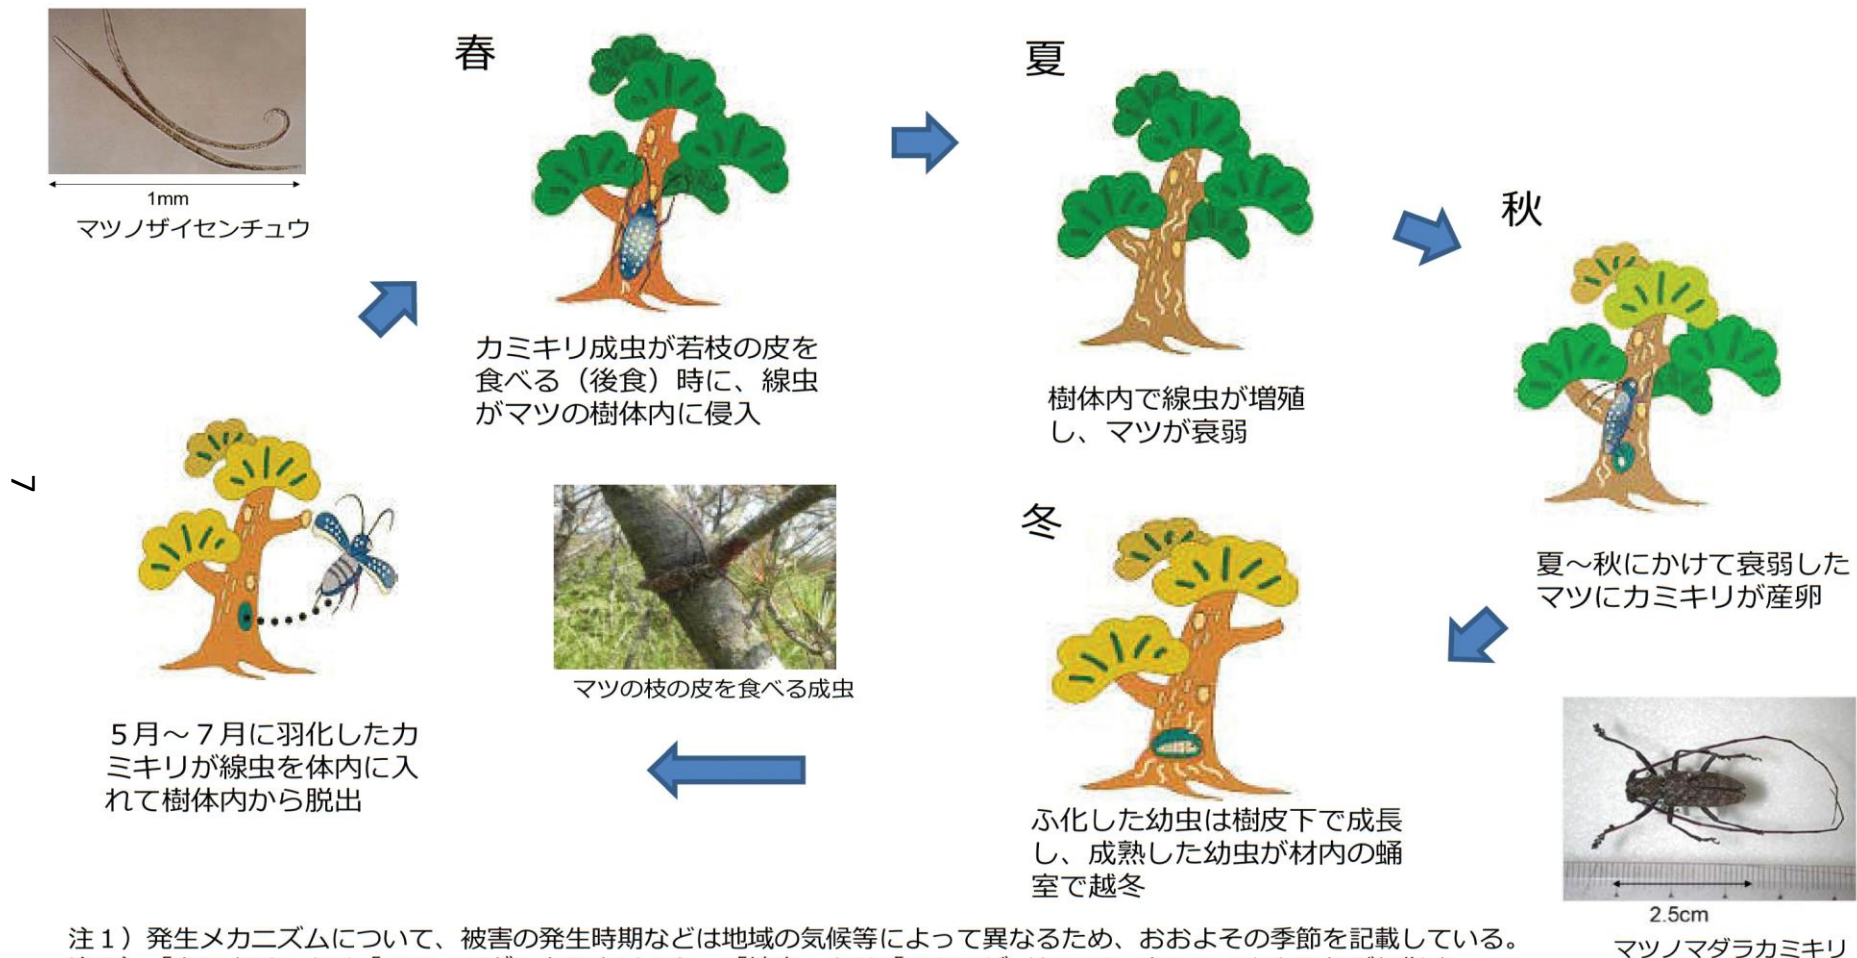 1mm
マツノザイセンチュウ
春
カミキリ成虫が若枝の皮を
食べる（後食）時に、線虫
がマツの樹体内に侵入
夏
樹体内で線虫が増殖
し、マツが衰弱
秋
夏～秋にかけて衰弱した
マツにカミキリが産卵
冬
ふ化した幼虫は樹皮下で成長
し、成熟した幼虫が材内の蛹
室で越冬
５月～７月に羽化したカ
ミキリが線虫を体内に入
れて樹体内から脱出
マツの枝の皮を食べる成虫
2.5cm
マツノマダラカミキリ
7
注１）発生メカニズムについて、被害の発生時期などは地域の気候等によって異なるため、おおよその季節を記載している。